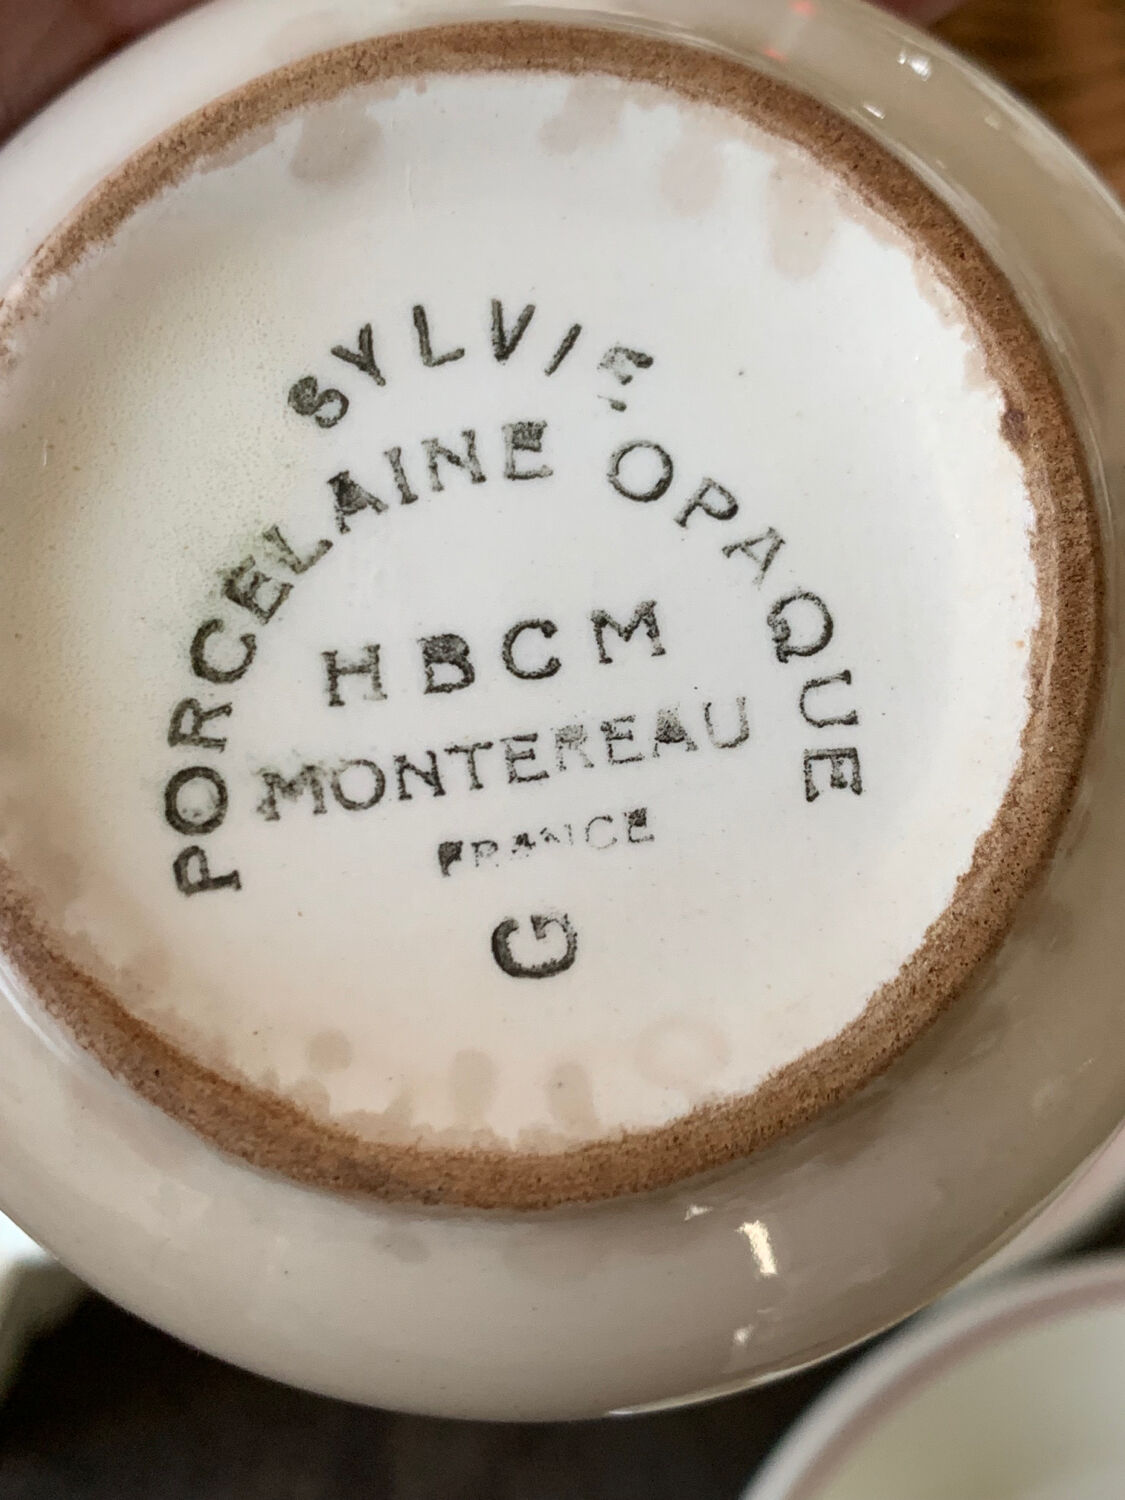 SYLVIE
PORCELAINE OPAQUE
HBCM
MONTEREAU
FRANCE
G